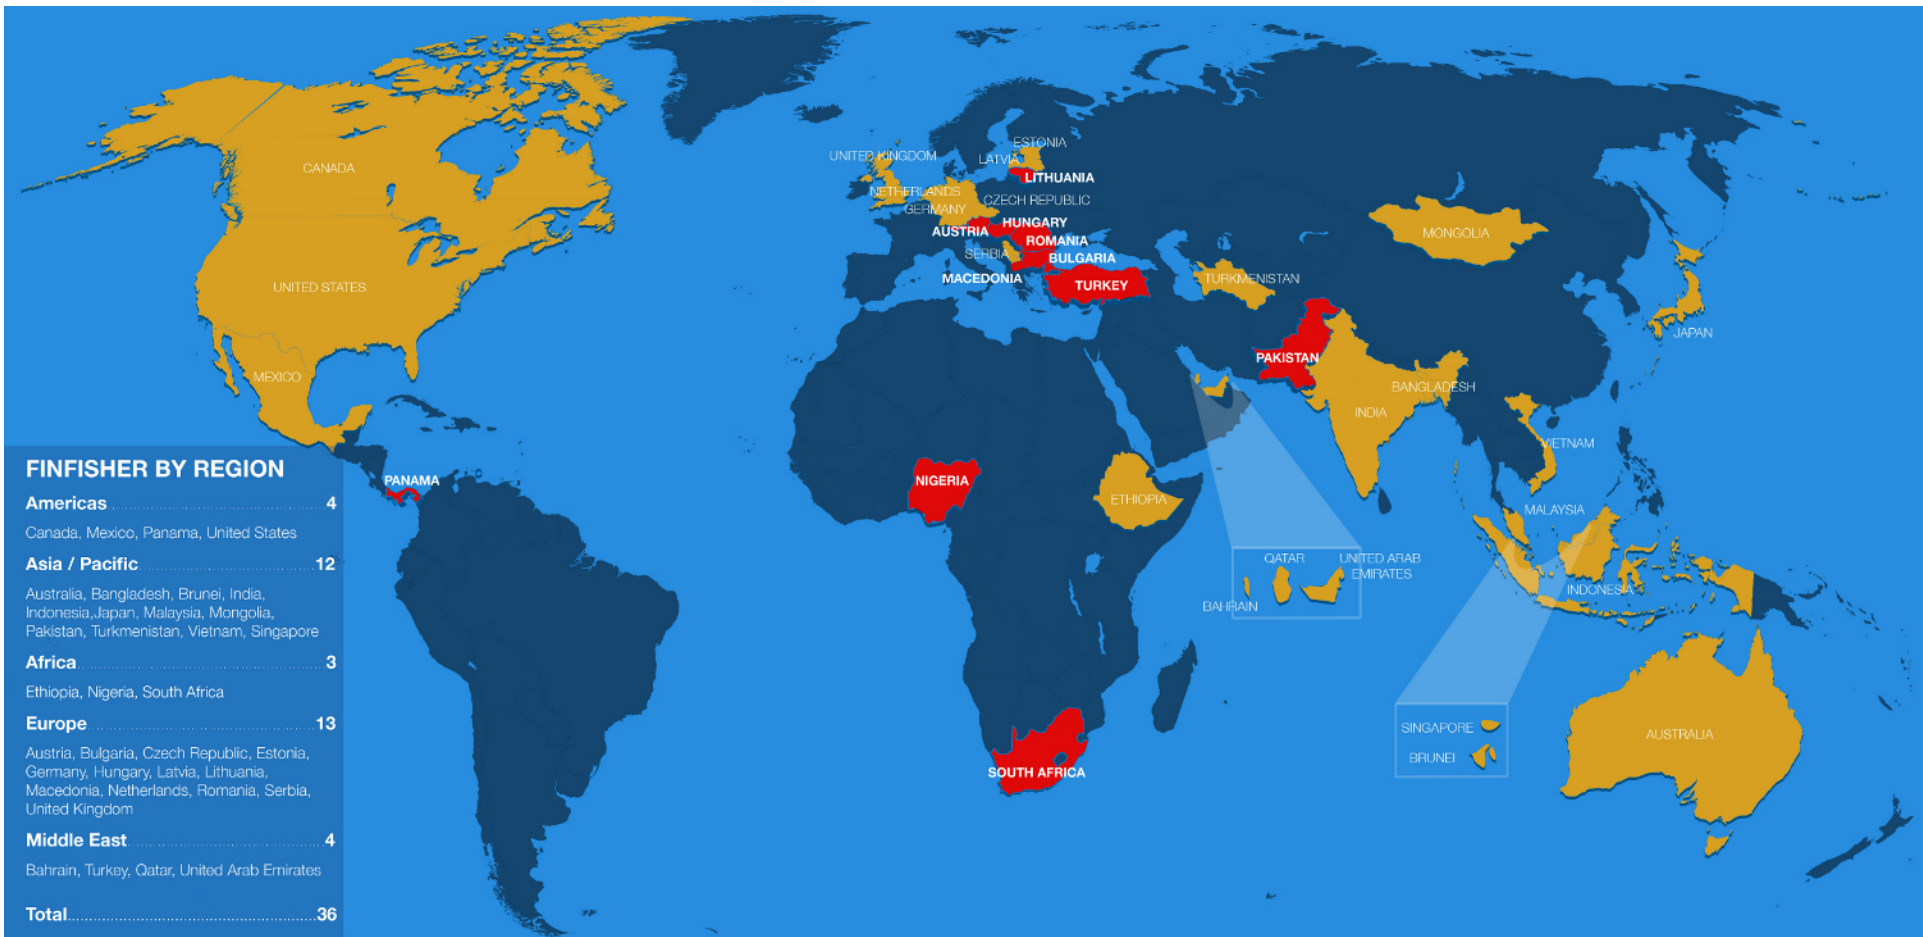 CANADA
UNITED STATES
MEXICO
PANAMA
UNITED KINGDOM
ESTONIA
LATVIA
LITHUANIA
NETHERLANDS
GERMANY
CZECH REPUBLIC
AUSTRIA
HUNGARY
ROMANIA
SERBIA
BULGARIA
MACEDONIA
TURKEY
TURKMENISTAN
MONGOLIA
JAPAN
PAKISTAN
BANGLADESH
INDIA
VIETNAM
NIGERIA
ETHIOPIA
MALAYSIA
INDONESIA
QATAR
UNITED ARAB
EMIRATES
BAHRAIN
SINGAPORE
BRUNEI
AUSTRALIA
SOUTH AFRICA
FINFISHER BY REGION
Americas 4
Canada, Mexico, Panama, United States
Asia / Pacific 12
Australia, Bangladesh, Brunei, India,
Indonesia,Japan, Malaysia, Mongolia,
Pakistan, Turkmenistan, Vietnam, Singapore
Africa 3
Ethiopia, Nigeria, South Africa
Europe 13
Austria, Bulgaria, Czech Republic, Estonia,
Germany, Hungary, Latvia, Lithuania,
Macedonia, Netherlands, Romania, Serbia,
United Kingdom
Middle East 4
Bahrain, Turkey, Qatar, United Arab Emirates
Total 36